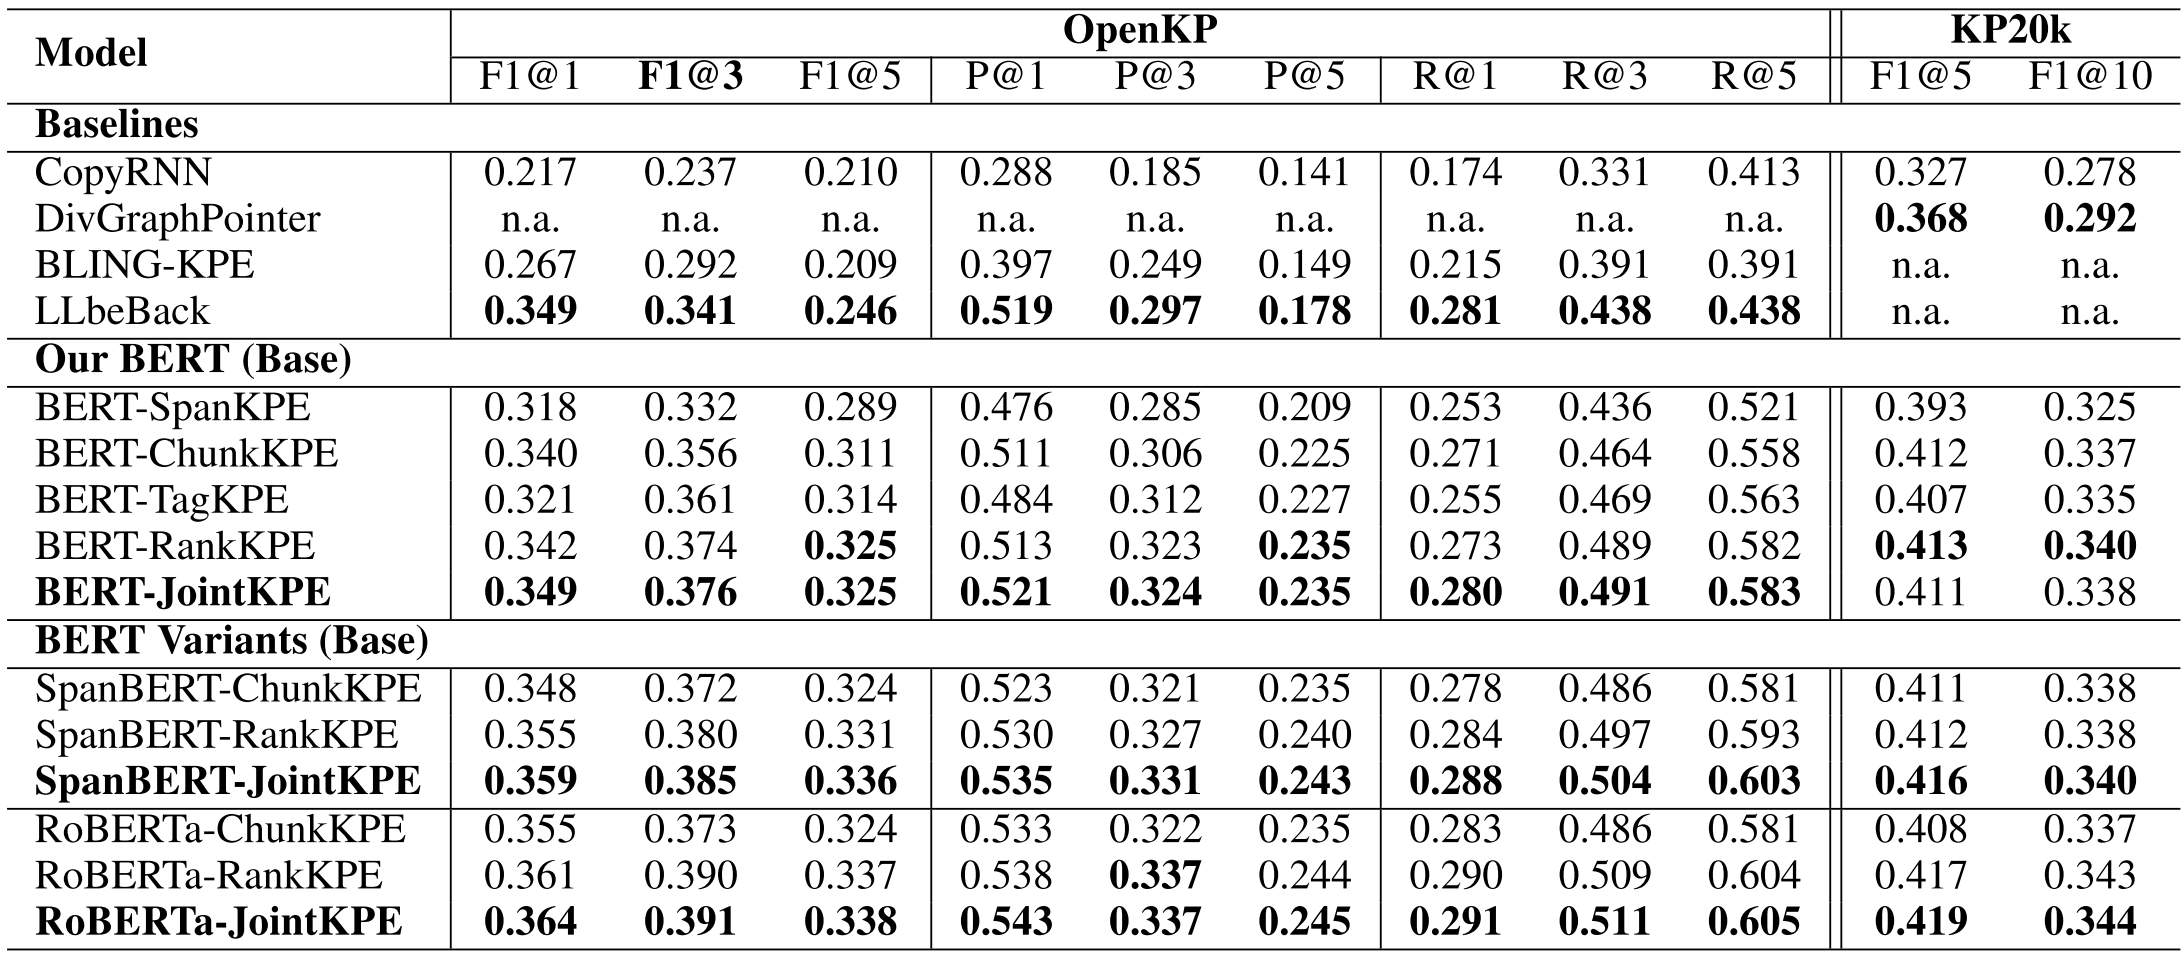 Model OpenKP KP20k
F1@1 F1@3 F1@5 P@1 P@3 P@5 R@1 R@3 R@5 F1@5 F1@10
Baselines
CopyRNN 0.217 0.237 0.210 0.288 0.185 0.141 0.174 0.331 0.413 0.327 0.278
DivGraphPointer n.a. n.a. n.a. n.a. n.a. n.a. n.a. n.a. n.a. 0.368 0.292
BLING-KPE 0.267 0.292 0.209 0.397 0.249 0.149 0.215 0.391 0.391 n.a. n.a.
LLbeBack 0.349 0.341 0.246 0.519 0.297 0.178 0.281 0.438 0.438 n.a. n.a.
Our BERT (Base)
BERT-SpanKPE 0.318 0.332 0.289 0.476 0.285 0.209 0.253 0.436 0.521 0.393 0.325
BERT-ChunkKPE 0.340 0.356 0.311 0.511 0.306 0.225 0.271 0.464 0.558 0.412 0.337
BERT-TagKPE 0.321 0.361 0.314 0.484 0.312 0.227 0.255 0.469 0.563 0.407 0.335
BERT-RankKPE 0.342 0.374 0.325 0.513 0.323 0.235 0.273 0.489 0.582 0.413 0.340
BERT-JointKPE 0.349 0.376 0.325 0.521 0.324 0.235 0.280 0.491 0.583 0.411 0.338
BERT Variants (Base)
SpanBERT-ChunkKPE 0.348 0.372 0.324 0.523 0.321 0.235 0.278 0.486 0.581 0.411 0.338
SpanBERT-RankKPE 0.355 0.380 0.331 0.530 0.327 0.240 0.284 0.497 0.593 0.412 0.338
SpanBERT-JointKPE 0.359 0.385 0.336 0.535 0.331 0.243 0.288 0.504 0.603 0.416 0.340
RoBERTa-ChunkKPE 0.355 0.373 0.324 0.533 0.322 0.235 0.283 0.486 0.581 0.408 0.337
RoBERTa-RankKPE 0.361 0.390 0.337 0.538 0.337 0.244 0.290 0.509 0.604 0.417 0.343
RoBERTa-JointKPE 0.364 0.391 0.338 0.543 0.337 0.245 0.291 0.511 0.605 0.419 0.344